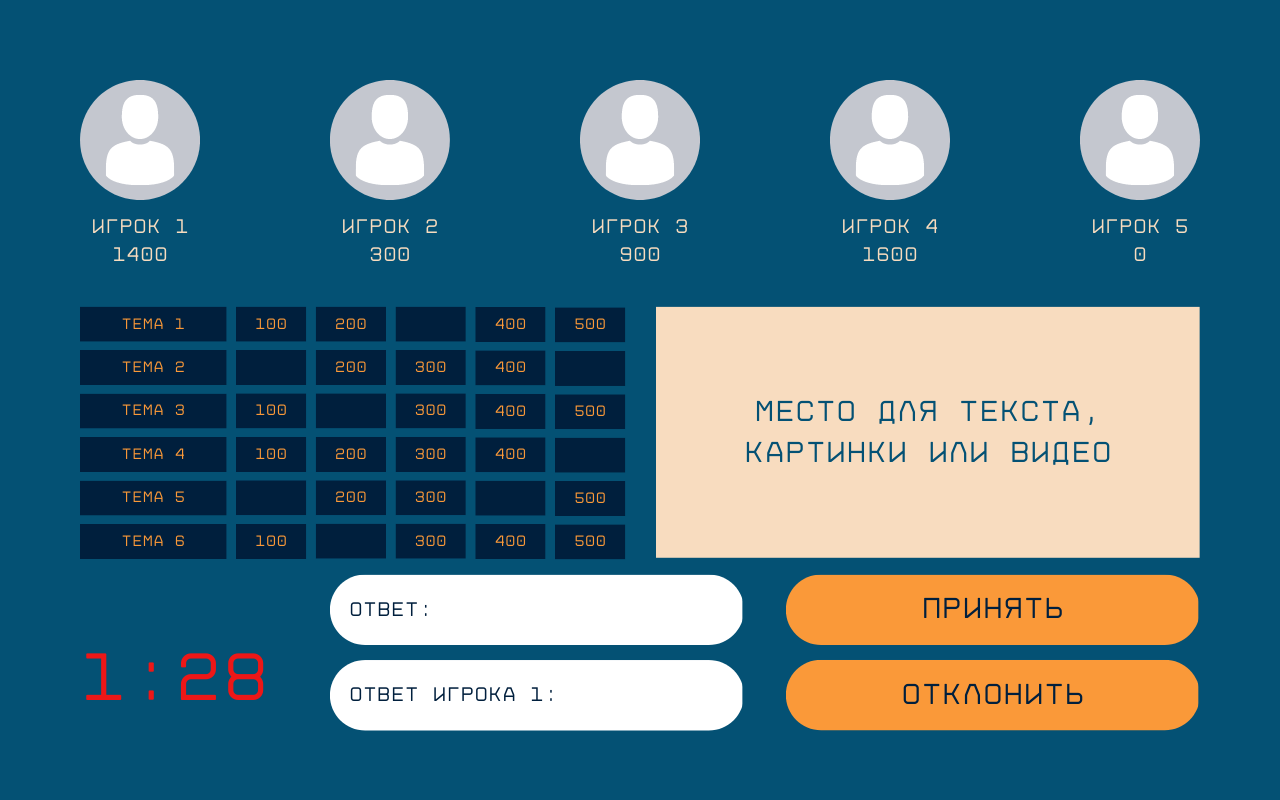 ИГРОК 1 ИГРОК 2 ИГРОК 3 ИГРОК 4 ИГРОК 5
1400 300 900 1600 0
ТЕМА 1 100 200 400 500
ТЕМА 2 200 300 400
ТЕМА 3 100 300 400 500
ТЕМА 4 100 200 300 400
ТЕМА 5 200 300 500
ТЕМА 6 100 300 400 500
МЕСТО ДЛЯ ТЕКСТА,
КАРТИНКИ ИЛИ ВИДЕО
ОТВЕТ:
ПРИНЯТЬ
1:28
ОТВЕТ ИГРОКА 1:
ОТКЛОНИТЬ